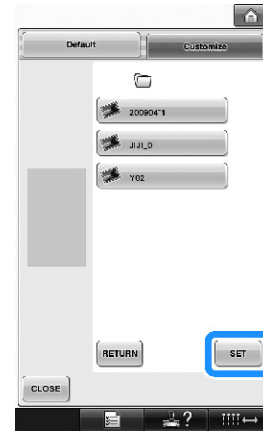 Default Customize
200904~1
JIJI_0
Y02
RETURN SET
CLOSE
?